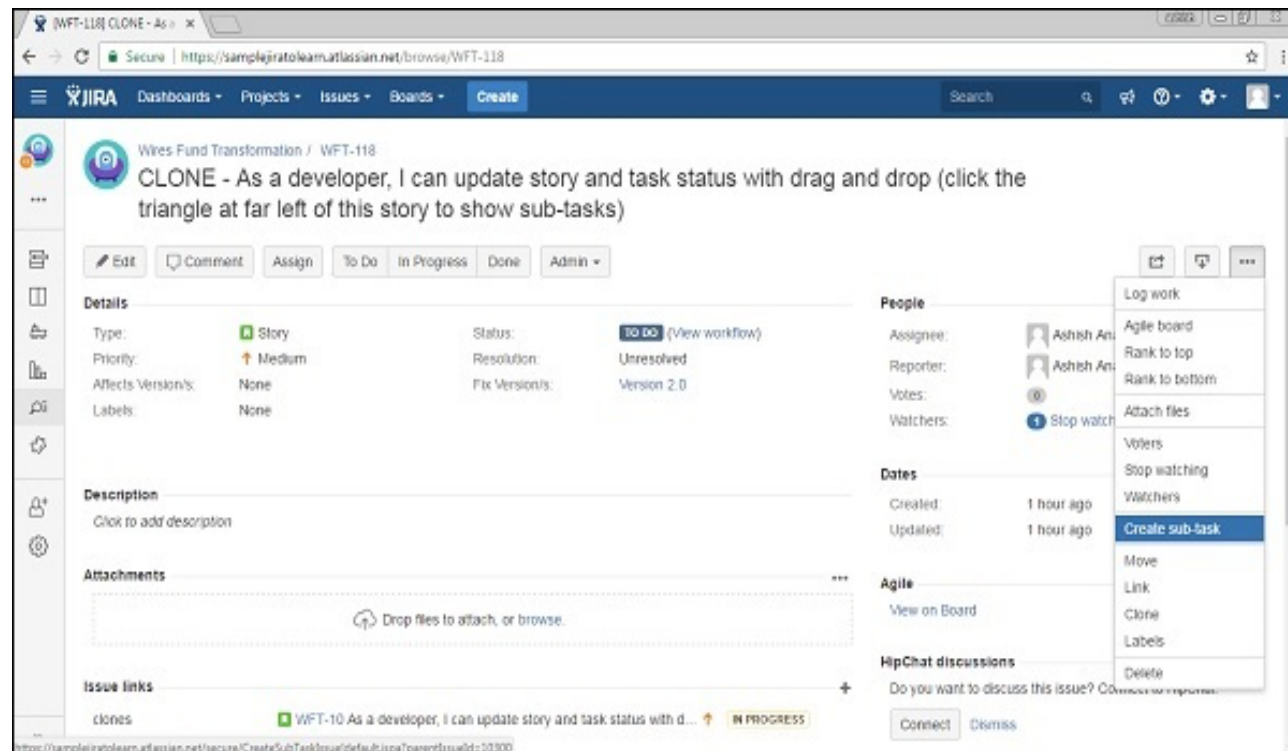 [WFT-118] CLONE - As a
Secure | https://samplejiratolearn.atlassian.net/browse/WFT-118
JIRA Dashboards Projects Issues Boards Create Search
Wires Fund Transformation / WFT-118
CLONE - As a developer, I can update story and task status with drag and drop (click the
triangle at far left of this story to show sub-tasks)
Edit Comment Assign To Do In Progress Done Admin
Details
Type: Story Status: TO DO (View workflow)
Priority: Medium Resolution: Unresolved
Affects Version/s: None Fix Version/s: Version 2.0
Labels: None
Description
Click to add description
Attachments
Drop files to attach, or browse.
Issue links
clones WFT-10 As a developer, I can update story and task status with d... IN PROGRESS
People
Assignee: Ashish Ana
Reporter: Ashish Ana
Votes: 0
Watchers: 1 Stop watch
Dates
Created: 1 hour ago
Updated: 1 hour ago
Agile
View on Board
HipChat discussions
Do you want to discuss this issue? Connect to HipChat.
Connect Dismiss
Log work
Agile board
Rank to top
Rank to bottom
Attach files
Voters
Stop watching
Watchers
Create sub-task
Move
Link
Clone
Labels
Delete
https://samplejiratolearn.atlassian.net/secure/CreateSubTaskIssue!default.jspa?parentIssueId=10300